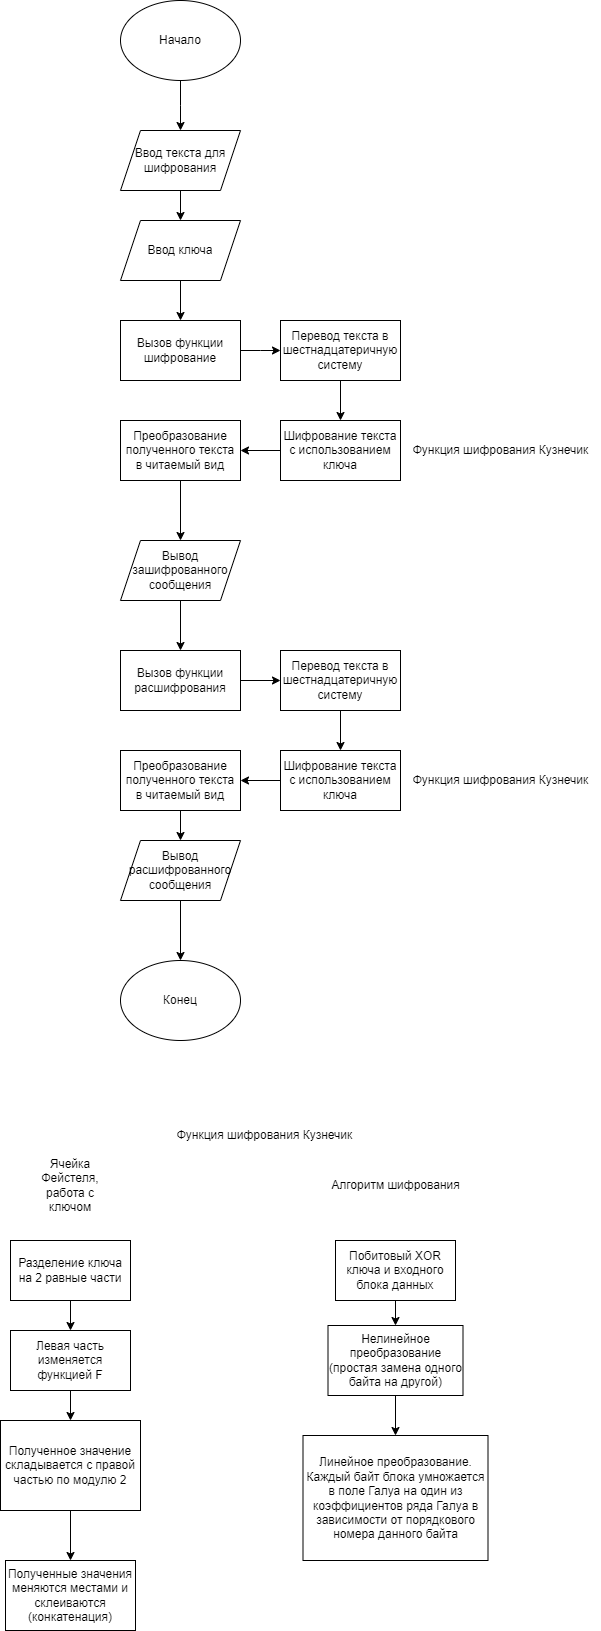 Начало
Ввод текста для
шифрования
Ввод ключа
Вызов функции
шифрование
Перевод текста в
шестнадцатеричную
систему
Преобразование
полученного текста
в читаемый вид
Шифрование текста
с использованием
ключа
Функция шифрования Кузнечик
Вывод
зашифрованного
сообщения
Вызов функции
расшифрования
Перевод текста в
шестнадцатеричную
систему
Преобразование
полученного текста
в читаемый вид
Шифрование текста
с использованием
ключа
Функция шифрования Кузнечик
Вывод
расшифрованного
сообщения
Конец
Функция шифрования Кузнечик
Ячейка
Фейстеля,
работа с
ключом
Разделение ключа
на 2 равные части
Левая часть
изменяется
функцией F
Полученное значение
складывается с правой
частью по модулю 2
Полученные значения
меняются местами и
склеиваются
(конкатенация)
Алгоритм шифрования
Побитовый XOR
ключа и входного
блока данных
Нелинейное
преобразование
(простая замена одного
байта на другой)
Линейное преобразование.
Каждый байт блока умножается
в поле Галуа на один из
коэффициентов ряда Галуа в
зависимости от порядкового
номера данного байта